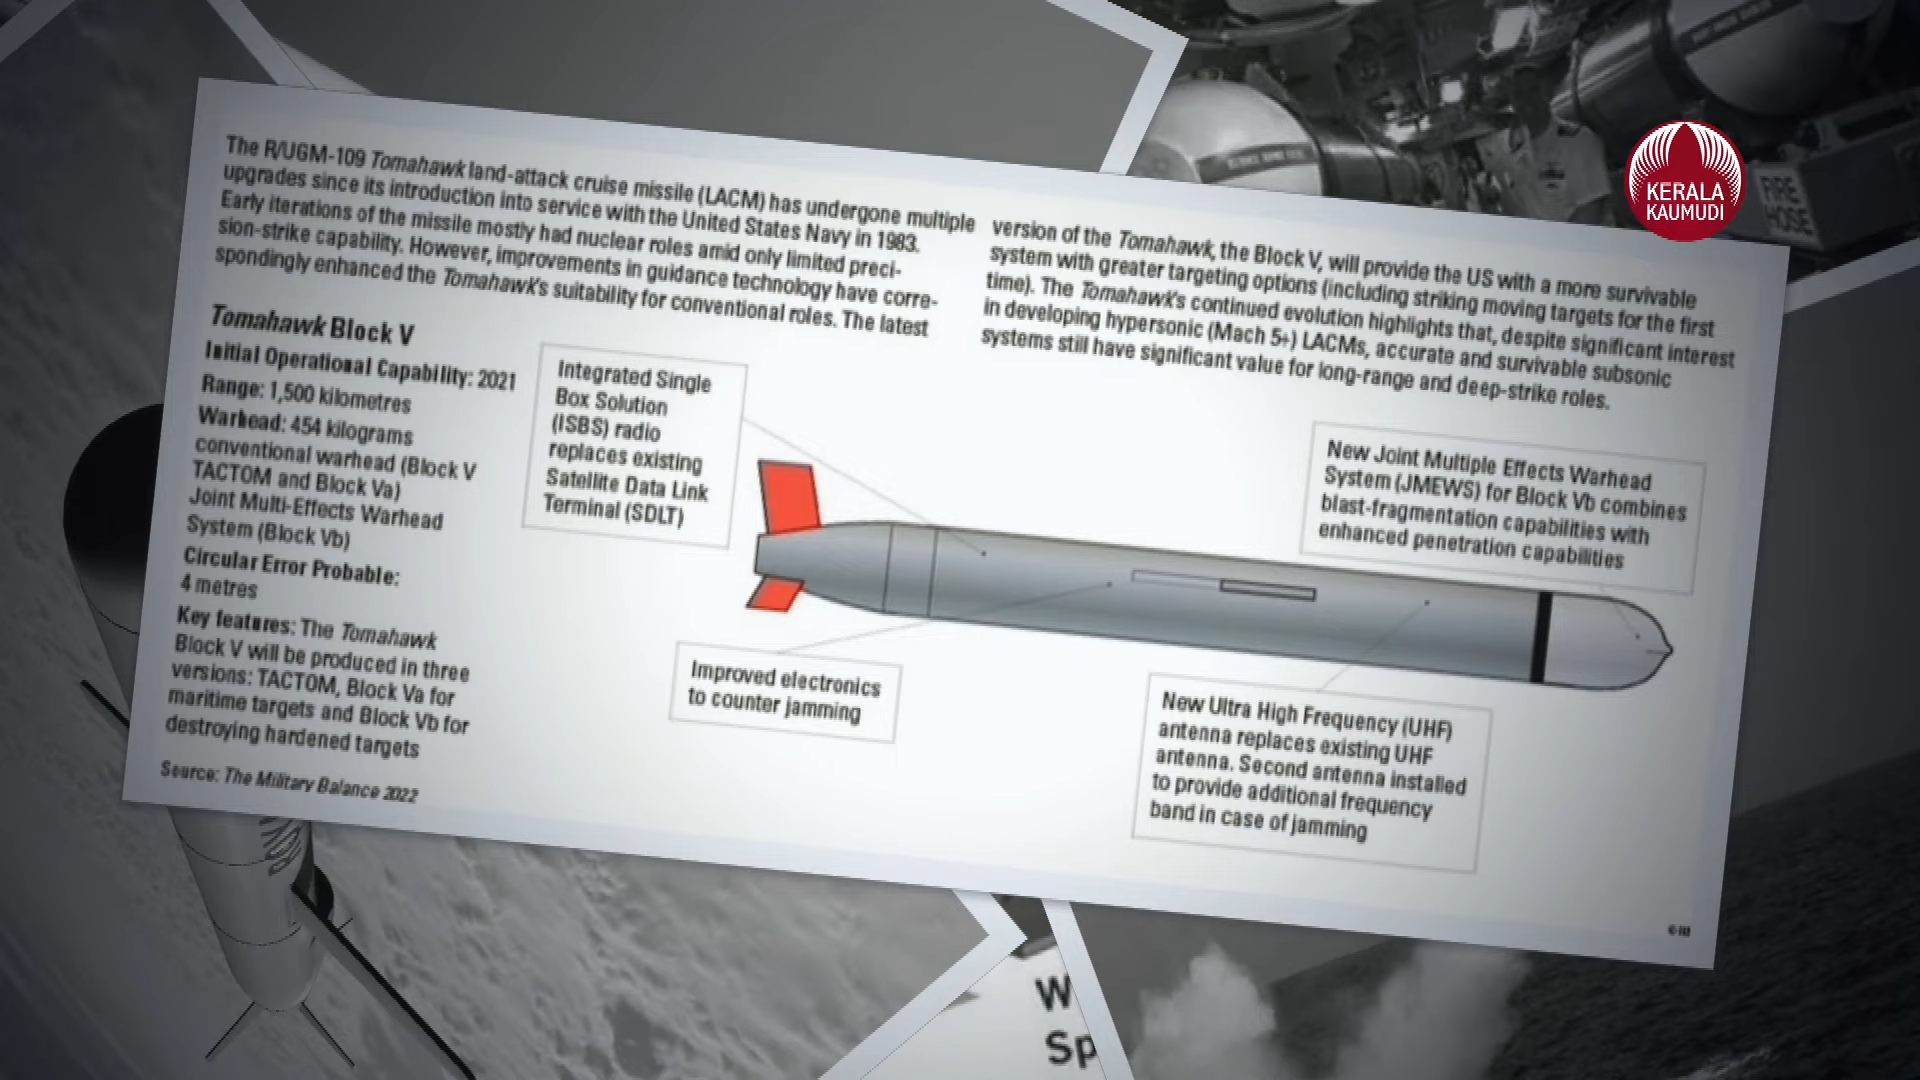 The R/UGM-109 Tomahawk land-attack cruise missile (LACM) has undergone multiple
upgrades since its introduction into service with the United States Navy in 1983.
Early iterations of the missile mostly had nuclear roles amid only limited preci-
sion-strike capability. However, improvements in guidance technology have corre-
spondingly enhanced the Tomahawk's suitability for conventional roles. The latest
version of the Tomahawk, the Block V, will provide the US with a more survivable
system with greater targeting options (including striking moving targets for the first
time). The Tomahawk's continued evolution highlights that, despite significant interest
in developing hypersonic (Mach 5+) LACMs, accurate and survivable subsonic
systems still have significant value for long-range and deep-strike roles.
Tomahawk Block V
Initial Operational Capability: 2021
Range: 1,500 kilometres
Warhead: 454 kilograms
conventional warhead (Block V
TACTOM and Block Va)
Joint Multi-Effects Warhead
System (Block Vb)
Circular Error Probable:
4 metres
Key features: The Tomahawk
Block V will be produced in three
versions: TACTOM, Block Va for
maritime targets and Block Vb for
destroying hardened targets
Source: The Military Balance 2022
Integrated Single
Box Solution
(ISBS) radio
replaces existing
Satellite Data Link
Terminal (SDLT)
New Joint Multiple Effects Warhead
System (JMEWS) for Block Vb combines
blast-fragmentation capabilities with
enhanced penetration capabilities
Improved electronics
to counter jamming
New Ultra High Frequency (UHF)
antenna replaces existing UHF
antenna. Second antenna installed
to provide additional frequency
band in case of jamming
KERALA
KAUMUDI
FIRE
HOSE
W
Sp